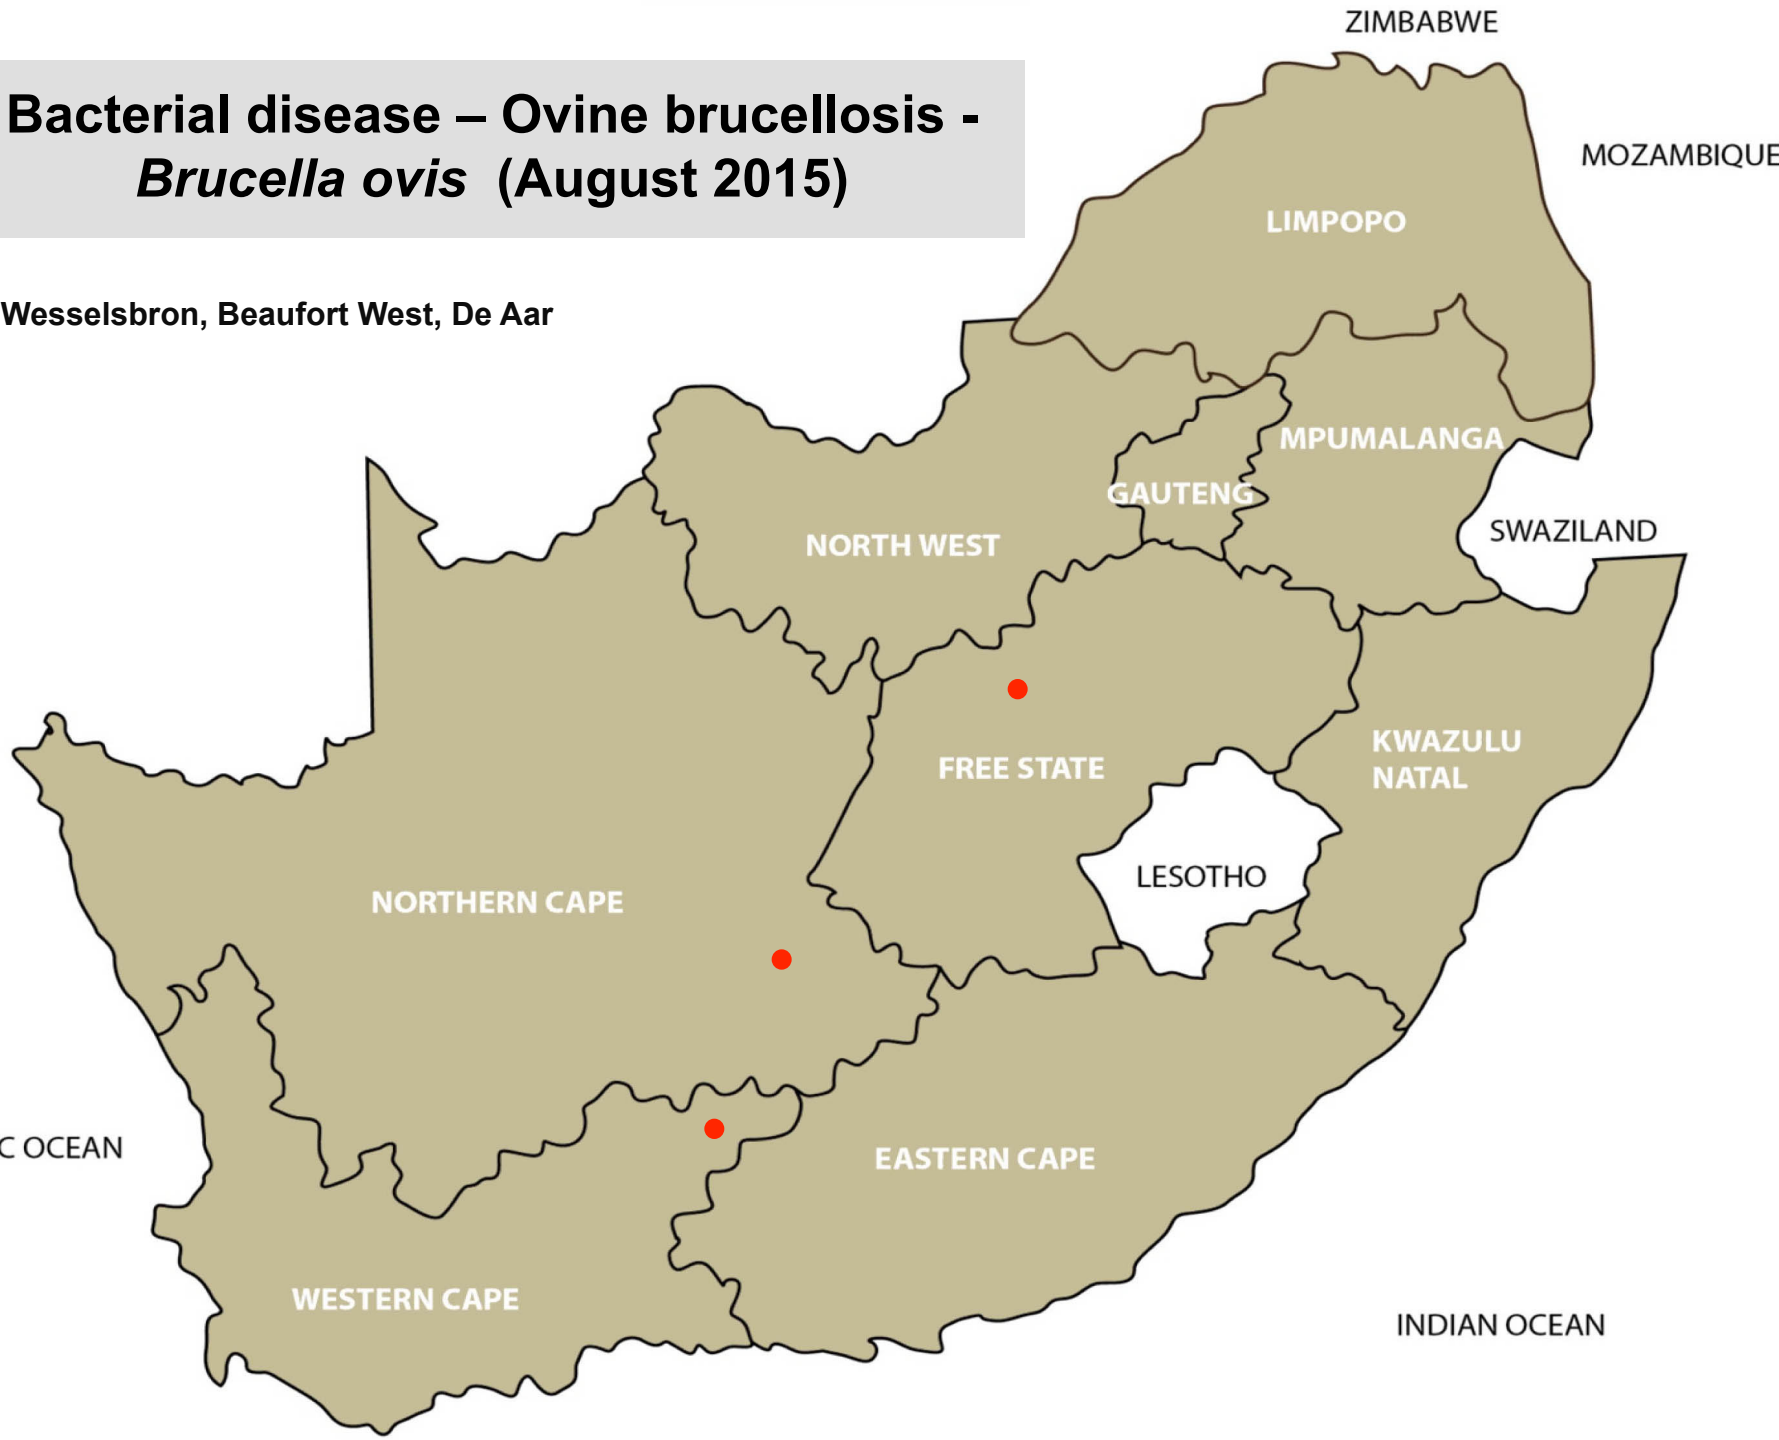 ZIMBABWE
Bacterial disease – Ovine brucellosis -
Brucella ovis (August 2015)
MOZAMBIQUE
LIMPOPO
Wesselsbron, Beaufort West, De Aar
MPUMALANGA
GAUTENG
SWAZILAND
NORTH WEST
KWAZULU
NATAL
FREE STATE
LESOTHO
NORTHERN CAPE
C OCEAN
EASTERN CAPE
WESTERN CAPE
INDIAN OCEAN